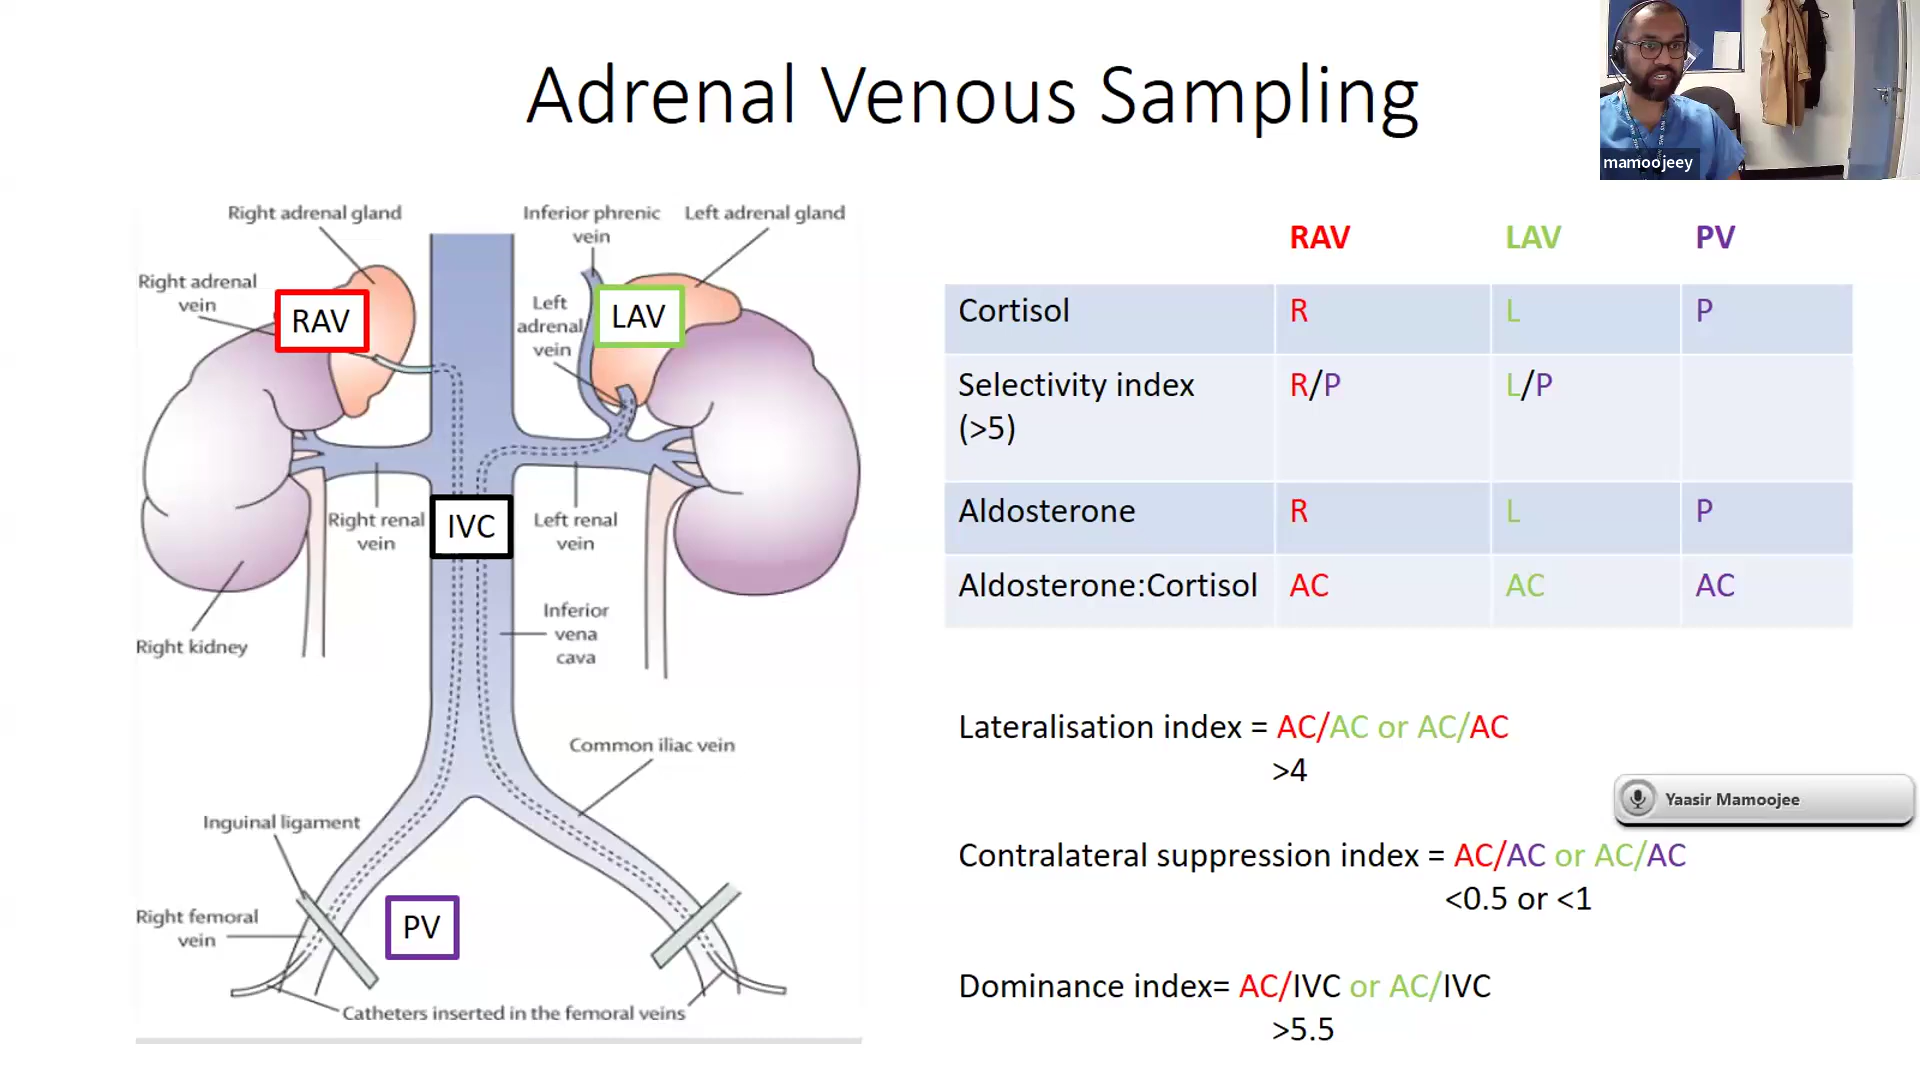 Adrenal Venous Sampling
mamoojeey
Right adrenal gland
Inferior phrenic
vein
Left adrenal gland
Right adrenal
vein
RAV
Left
adrenal
vein
LAV
Right renal
vein
IVC
Left renal
vein
Inferior
vena
cava
Right kidney
Common iliac vein
Inguinal ligament
Right femoral
vein
PV
Catheters inserted in the femoral veins
RAV LAV PV
Cortisol R L P
Selectivity index R/P L/P
(>5)
Aldosterone R L P
Aldosterone:Cortisol AC AC AC
Lateralisation index = AC/AC or AC/AC
>4
Yaasir Mamoojee
Contralateral suppression index = AC/AC or AC/AC
<0.5 or <1
Dominance index= AC/IVC or AC/IVC
>5.5